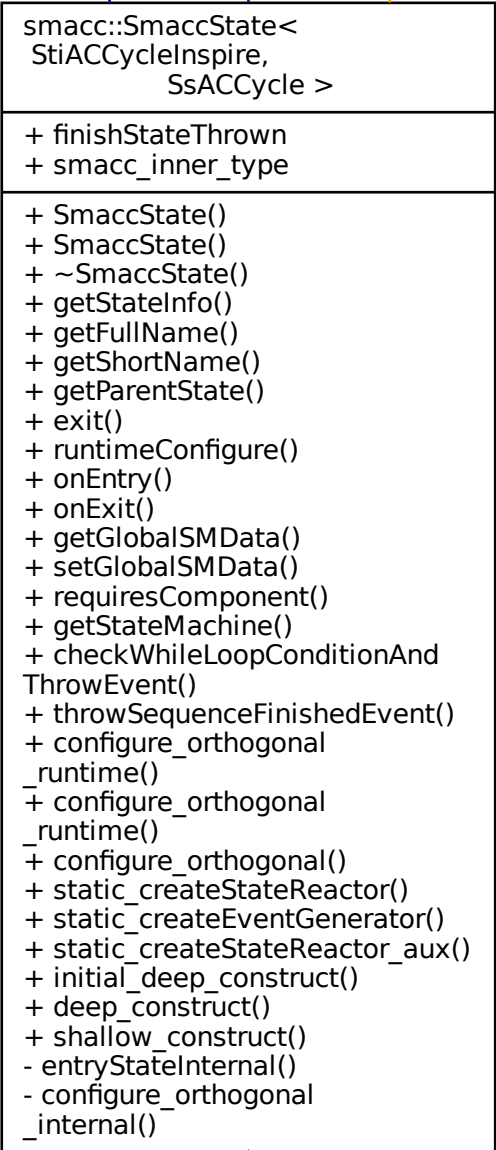 smacc::SmaccState<
StiACCycleInspire,
SsACCycle >
+ finishStateThrown
+ smacc_inner_type
+ SmaccState()
+ SmaccState()
+ ~SmaccState()
+ getStateInfo()
+ getFullName()
+ getShortName()
+ getParentState()
+ exit()
+ runtimeConfigure()
+ onEntry()
+ onExit()
+ getGlobalSMData()
+ setGlobalSMData()
+ requiresComponent()
+ getStateMachine()
+ checkWhileLoopConditionAnd
ThrowEvent()
+ throwSequenceFinishedEvent()
+ configure_orthogonal
_runtime()
+ configure_orthogonal
_runtime()
+ configure_orthogonal()
+ static_createStateReactor()
+ static_createEventGenerator()
+ static_createStateReactor_aux()
+ initial_deep_construct()
+ deep_construct()
+ shallow_construct()
- entryStateInternal()
- configure_orthogonal
_internal()